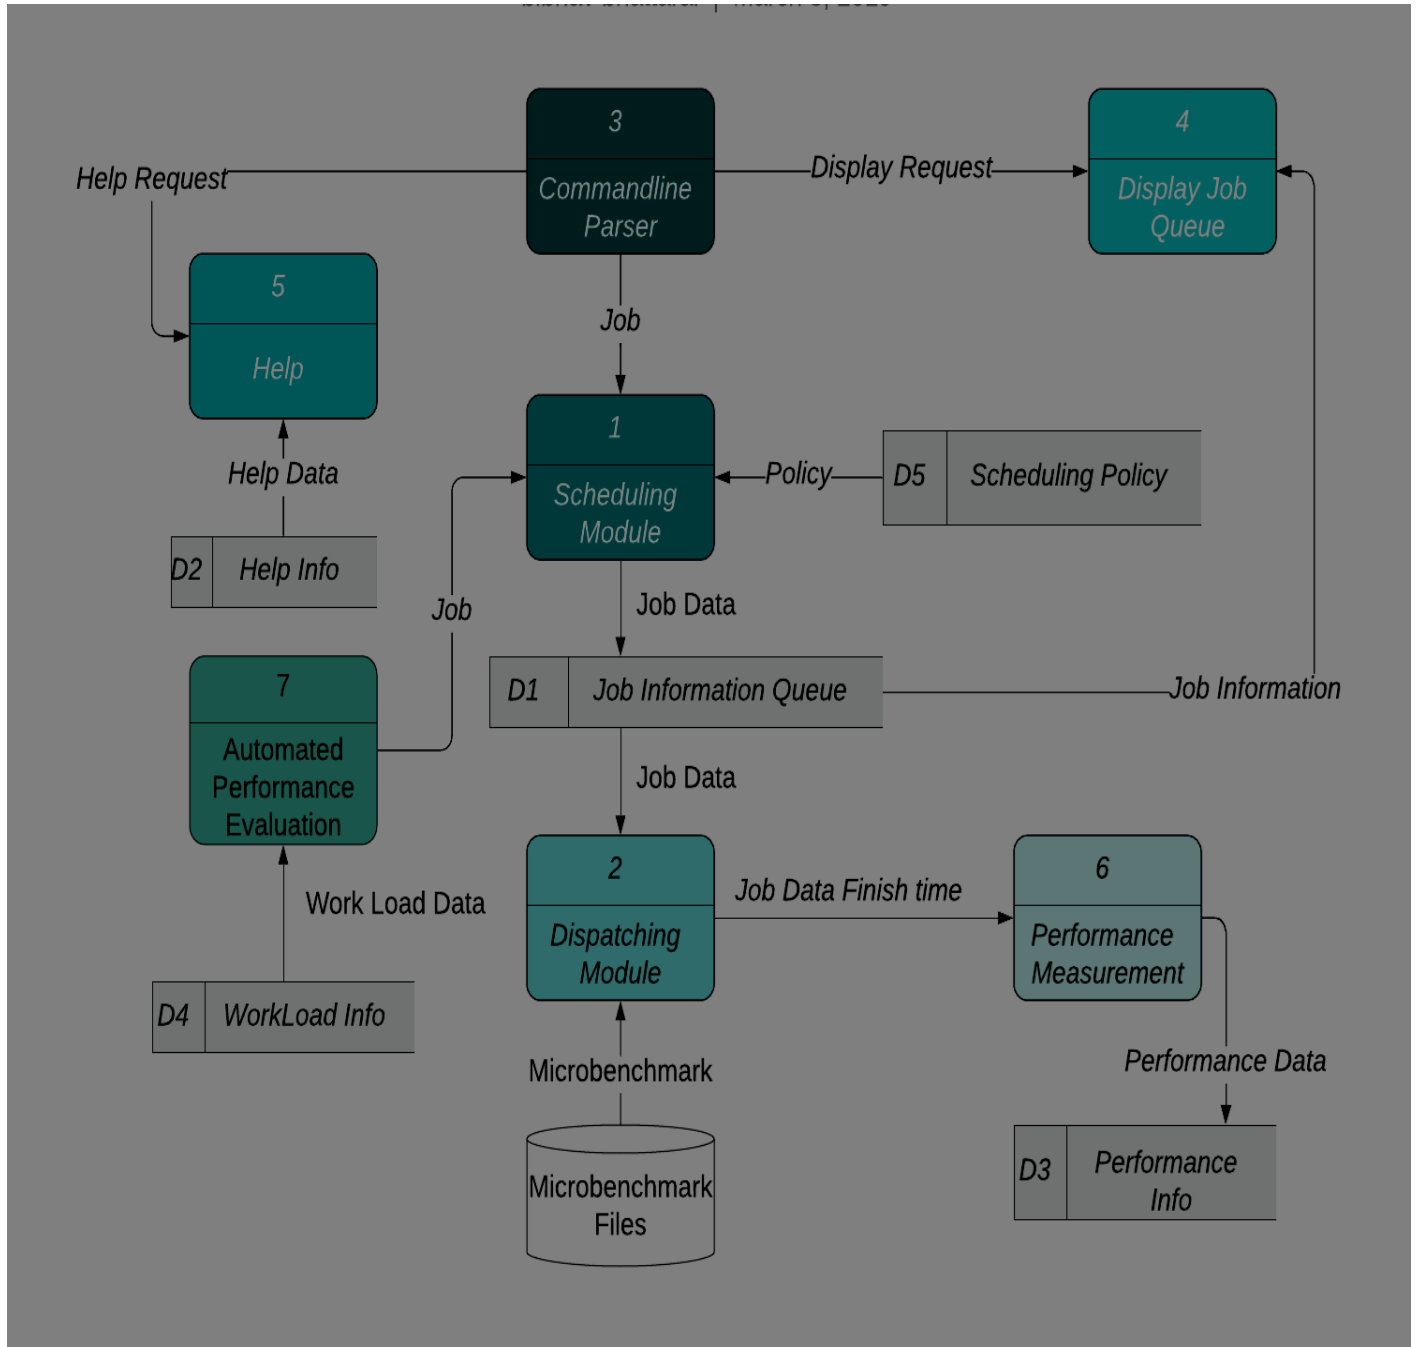 3
Commandline
Parser
4
Display Job
Queue
Help Request
Display Request
5
Help
Job
1
Scheduling
Module
Policy
D5
Scheduling Policy
Help Data
D2
Help Info
Job
Job Data
D1
Job Information Queue
Job Information
7
Automated
Performance
Evaluation
Job Data
2
Dispatching
Module
Job Data Finish time
6
Performance
Measurement
Work Load Data
D4
WorkLoad Info
Microbenchmark
Performance Data
Microbenchmark
Files
D3
Performance
Info